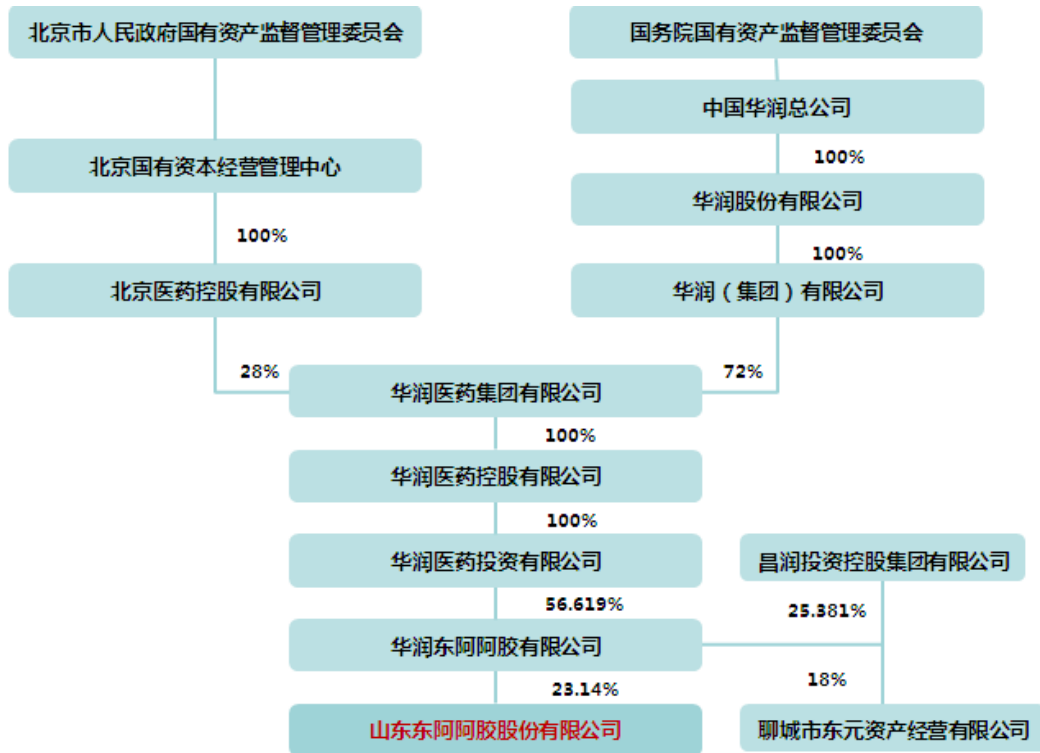 北京市人民政府国有资产监督管理委员会
国务院国有资产监督管理委员会
中国华润总公司
北京国有资本经营管理中心
100%
华润股份有限公司
100%
100%
北京医药控股有限公司
华润（集团）有限公司
28%
72%
华润医药集团有限公司
100%
华润医药控股有限公司
100%
华润医药投资有限公司
昌润投资控股集团有限公司
56.619%
25.381%
华润东阿阿胶有限公司
23.14%
18%
山东东阿阿胶股份有限公司
聊城市东元资产经营有限公司